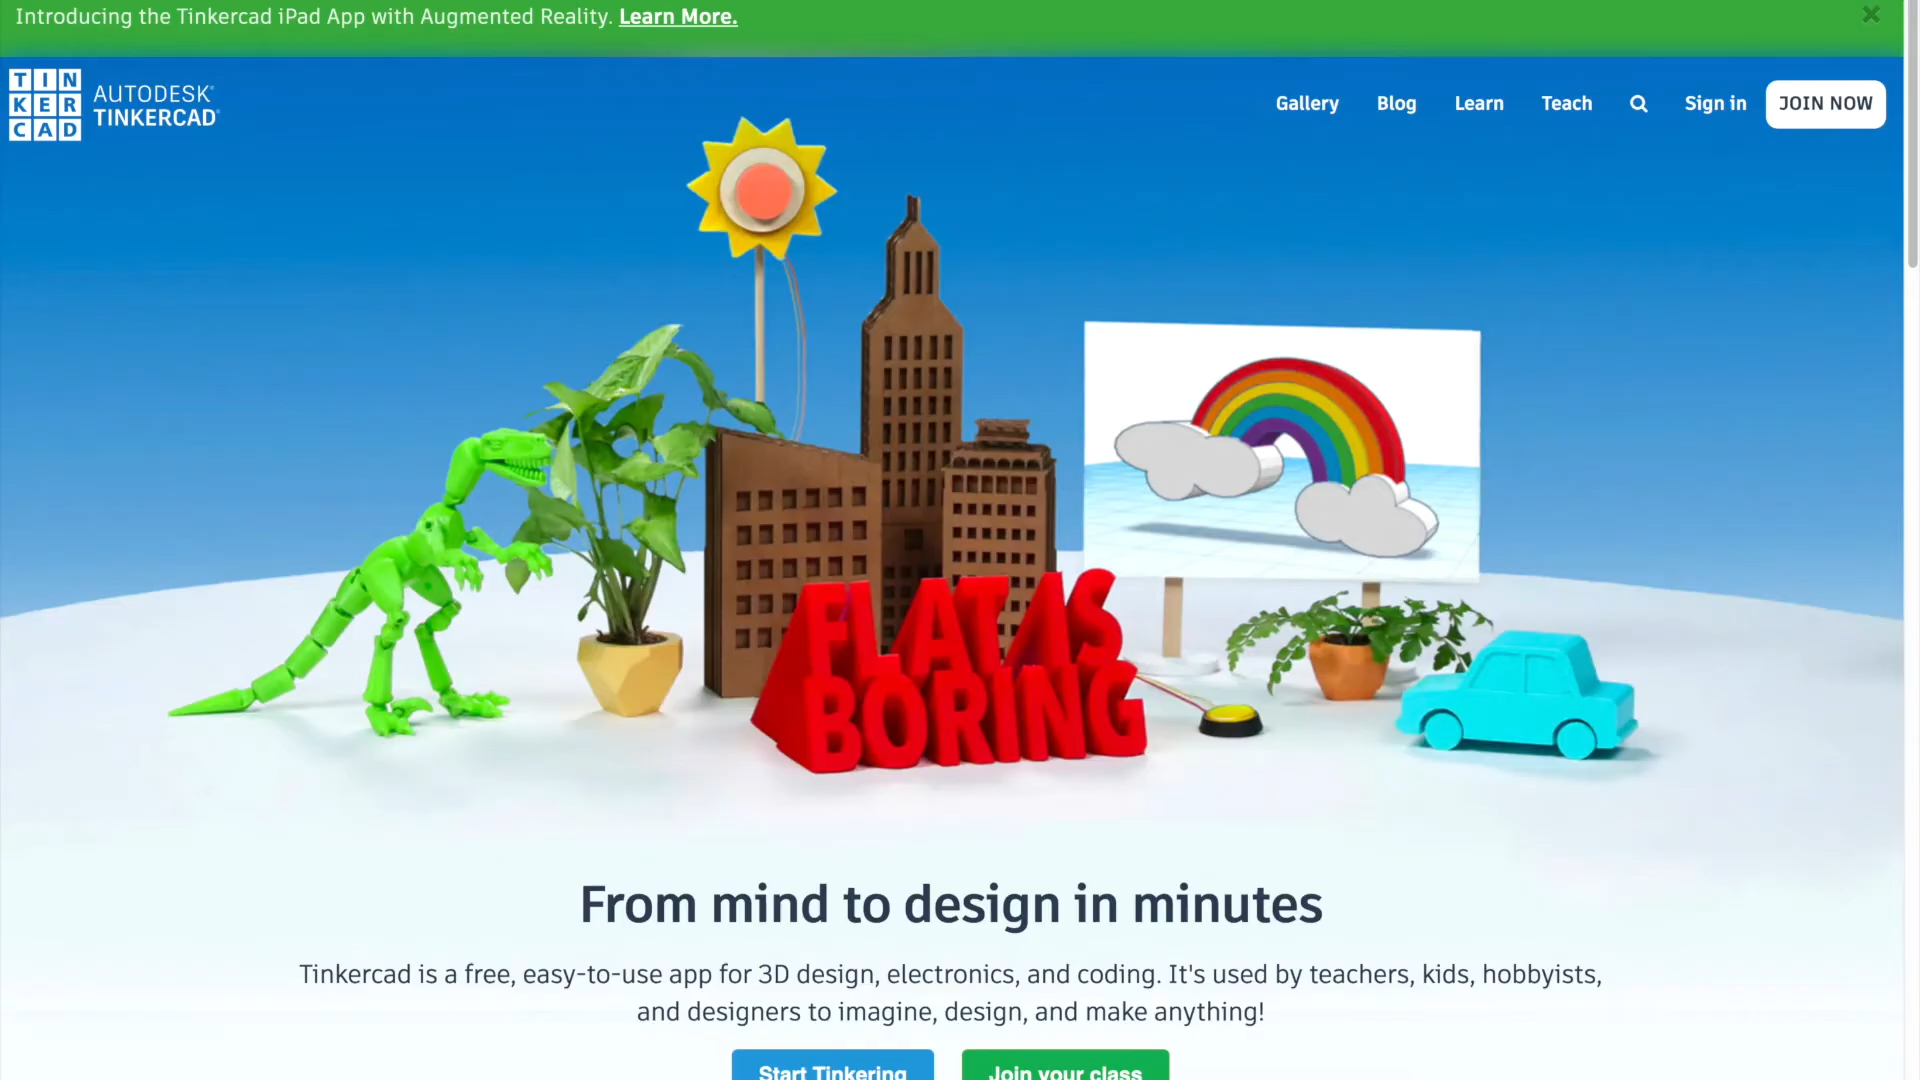 Introducing the Tinkercad iPad App with Augmented Reality. Learn More.
TIN
KER
CAD
AUTODESK
TINKERCAD
Gallery
Blog
Learn
Teach
Sign in
JOIN NOW
FLAT IS
BORING
From mind to design in minutes
Tinkercad is a free, easy-to-use app for 3D design, electronics, and coding. It's used by teachers, kids, hobbyists,
and designers to imagine, design, and make anything!
Start Tinkering
Join your class